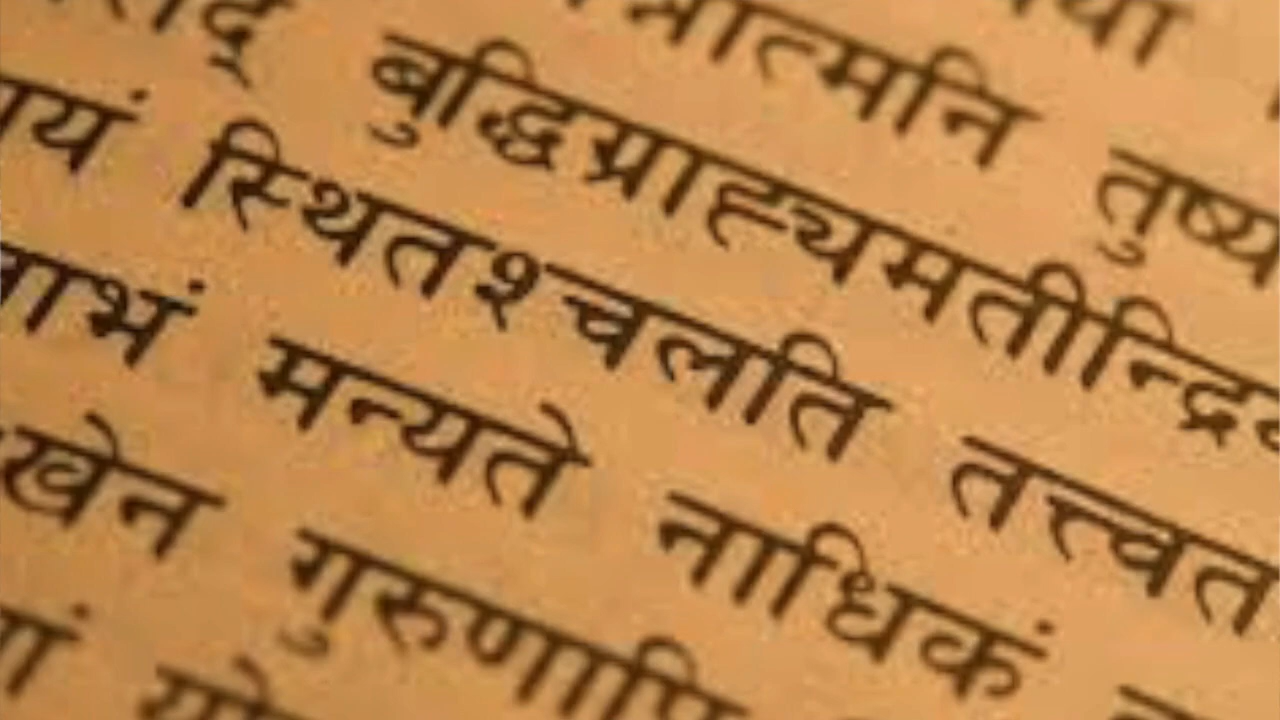 त्मनि तुष्य
बुद्धिग्राह्यमतीन्द्रिय
यं स्थितश्चलति तत्त्वत
लाभं मन्यते नाधिकं
खेन गुरुणापि